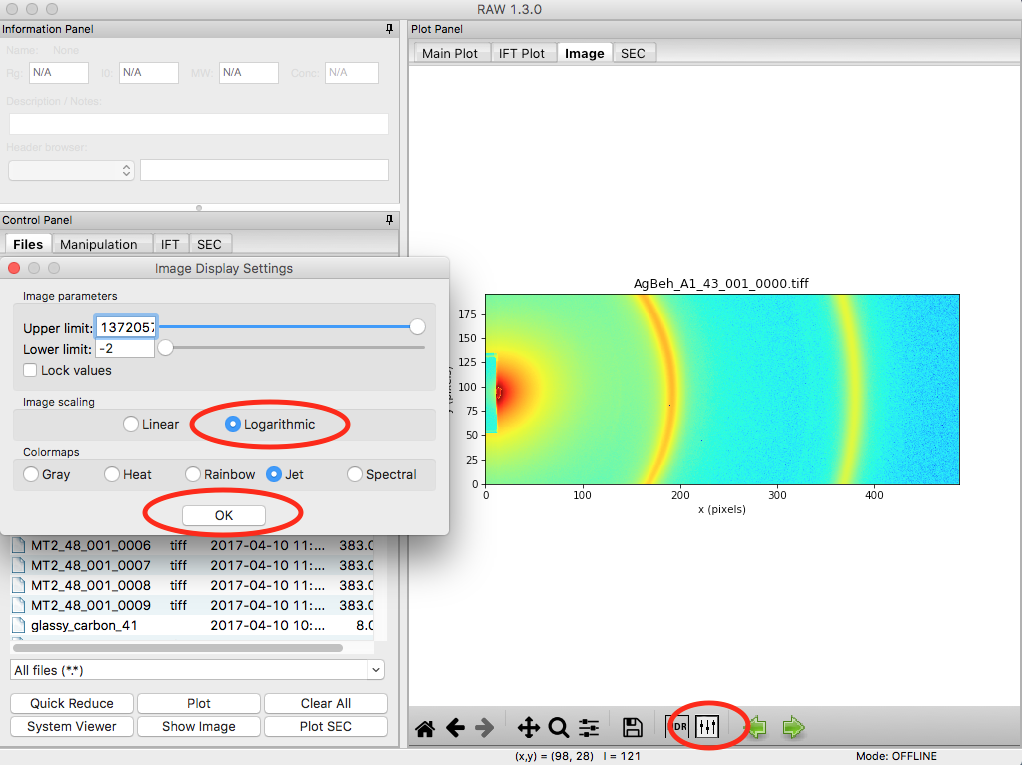 RAW 1.3.0
Information Panel
Name: None
Rg: N/A I0: N/A MW: N/A Conc: N/A
Description / Notes:
Header browser:
Control Panel
Files Manipulation IFT SEC
Image Display Settings
Image parameters
Upper limit: 1372057
Lower limit: -2
Lock values
Image scaling
Linear Logarithmic
Colormaps
Gray Heat Rainbow Jet Spectral
OK
MT2_48_001_0006 tiff 2017-04-10 11:... 383.0
MT2_48_001_0007 tiff 2017-04-10 11:... 383.0
MT2_48_001_0008 tiff 2017-04-10 11:... 383.0
MT2_48_001_0009 tiff 2017-04-10 11:... 383.0
glassy_carbon_41 2017-04-10 10:... 8.0
All files (*.*)
Quick Reduce Plot Clear All
System Viewer Show Image Plot SEC
Plot Panel
Main Plot IFT Plot Image SEC
AgBeh_A1_43_001_0000.tiff
175
150
125
100
75
50
25
0
0 100 200 300 400
x (pixels)
(x,y) = (98, 28) I = 121
Mode: OFFLINE